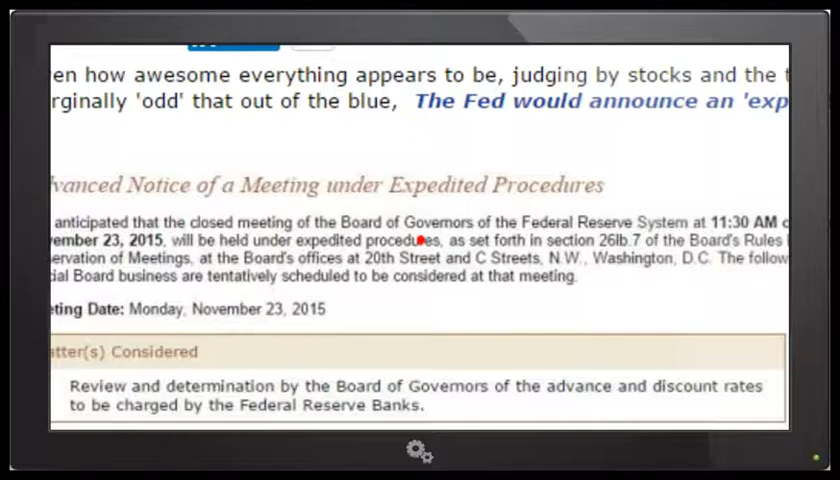 en how awesome everything appears to be, judging by stocks and the t
rginally 'odd' that out of the blue, The Fed would announce an 'exp
vanced Notice of a Meeting under Expedited Procedures
anticipated that the closed meeting of the Board of Governors of the Federal Reserve System at 11:30 AM o
ember 23, 2015, will be held under expedited procedures, as set forth in section 26lb.7 of the Board's Rules
ervation of Meetings, at the Board's offices at 20th Street and C Streets, N.W., Washington, D.C. The follow
ial Board business are tentatively scheduled to be considered at that meeting.
eting Date: Monday, November 23, 2015
tter(s) Considered
Review and determination by the Board of Governors of the advance and discount rates
to be charged by the Federal Reserve Banks.